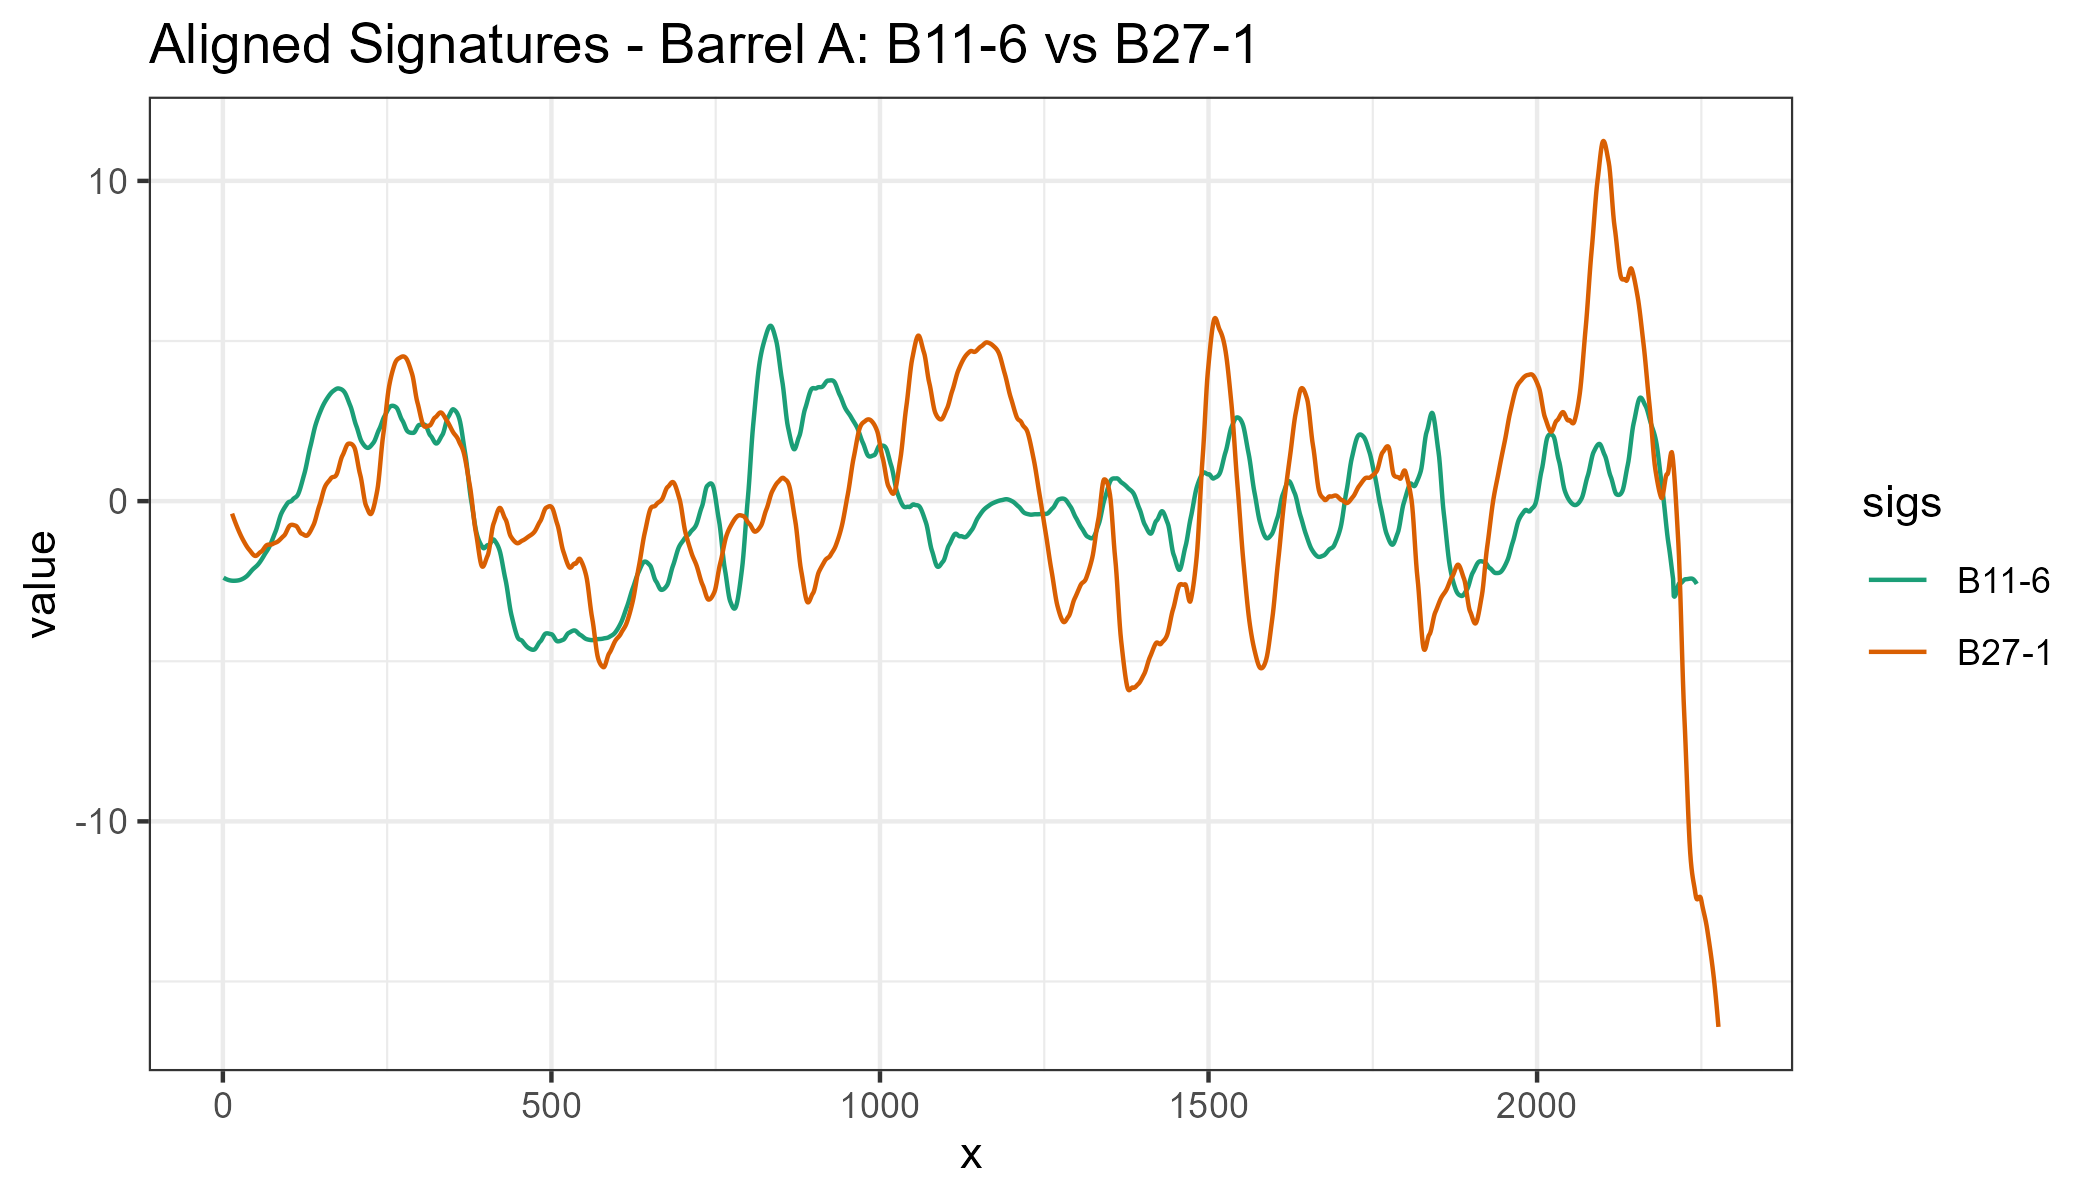 Aligned Signatures - Barrel A: B11-6 vs B27-1
10
0
-10
value
0
500
1000
1500
2000
x
sigs
B11-6
B27-1